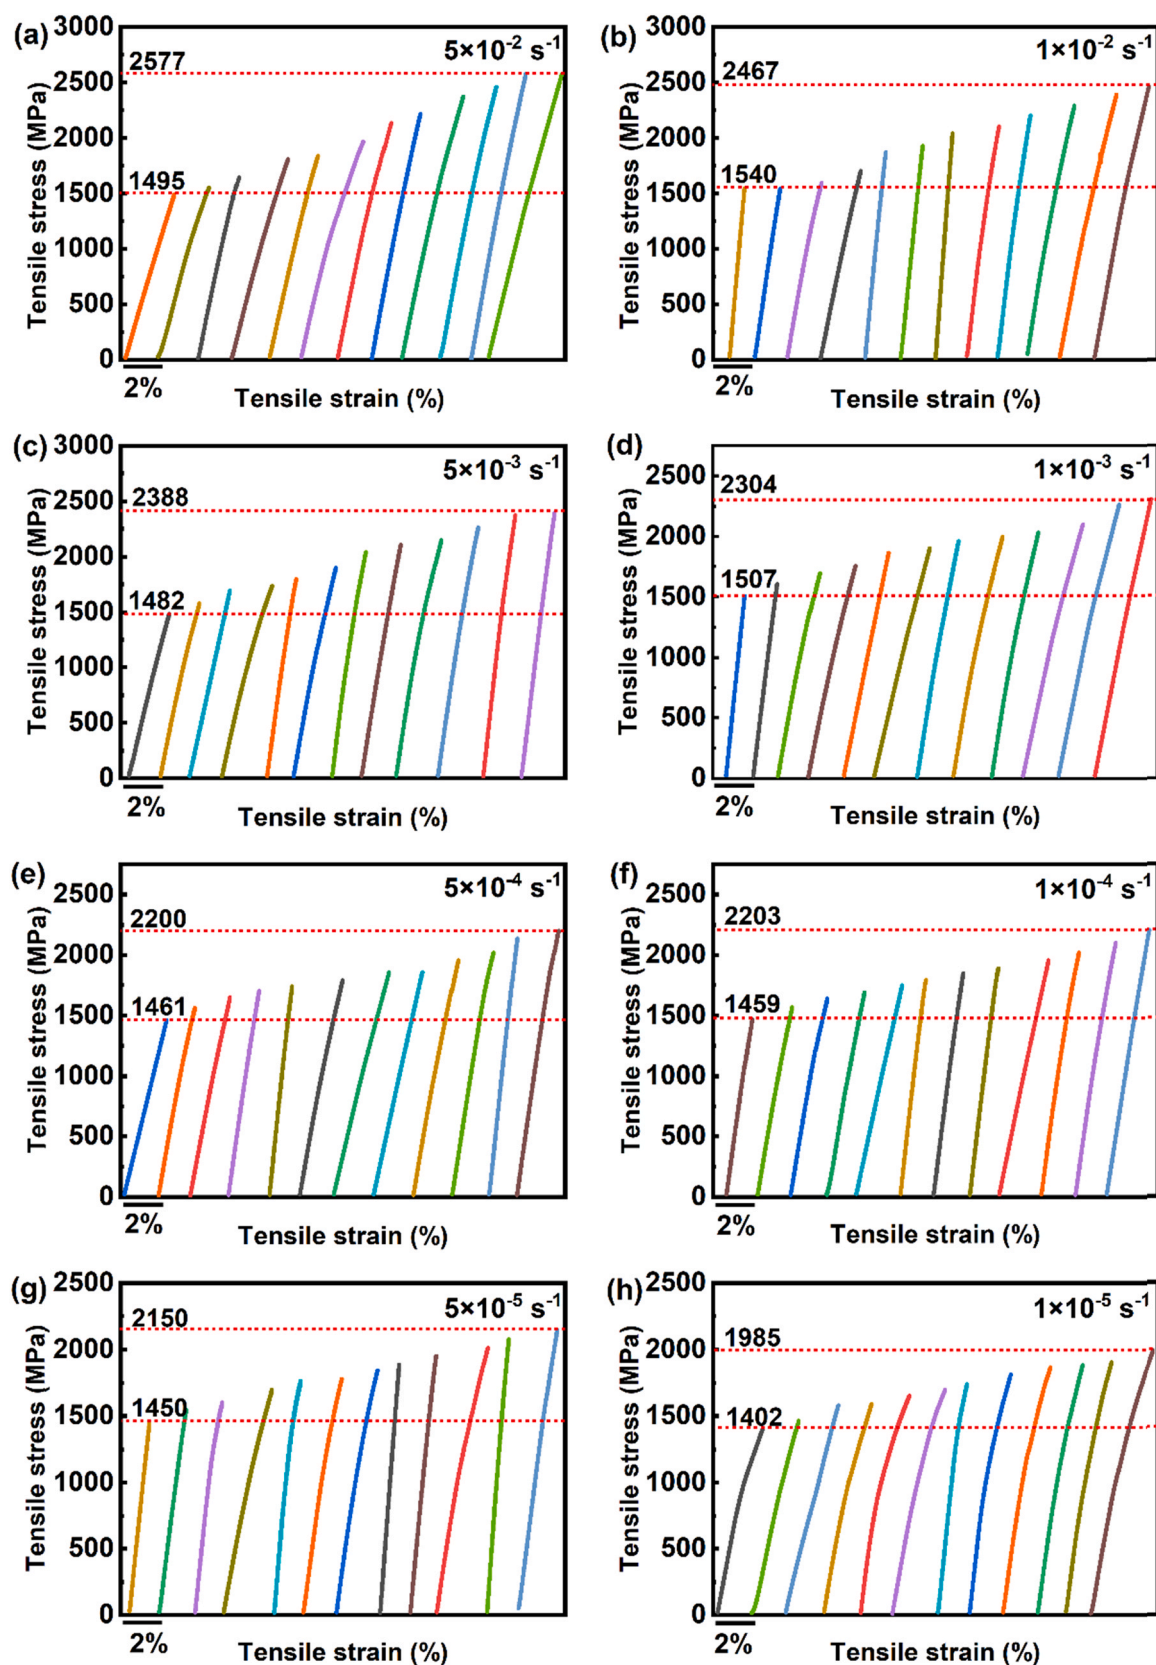 (a)
5×10⁻² s⁻¹
3000
2500
2000
1500
1000
500
0
2577
1495
Tensile stress (MPa)
2%
Tensile strain (%)
(b)
1×10⁻² s⁻¹
3000
2500
2000
1500
1000
500
0
2467
1540
Tensile stress (MPa)
2%
Tensile strain (%)
(c)
5×10⁻³ s⁻¹
3000
2500
2000
1500
1000
500
0
2388
1482
Tensile stress (MPa)
2%
Tensile strain (%)
(d)
1×10⁻³ s⁻¹
2500
2000
1500
1000
500
0
2304
1507
Tensile stress (MPa)
2%
Tensile strain (%)
(e)
5×10⁻⁴ s⁻¹
2500
2000
1500
1000
500
0
2200
1461
Tensile stress (MPa)
2%
Tensile strain (%)
(f)
1×10⁻⁴ s⁻¹
2500
2000
1500
1000
500
0
2203
1459
Tensile stress (MPa)
2%
Tensile strain (%)
(g)
5×10⁻⁵ s⁻¹
2500
2000
1500
1000
500
0
2150
1450
Tensile stress (MPa)
2%
Tensile strain (%)
(h)
1×10⁻⁵ s⁻¹
2500
2000
1500
1000
500
0
1985
1402
Tensile stress (MPa)
2%
Tensile strain (%)